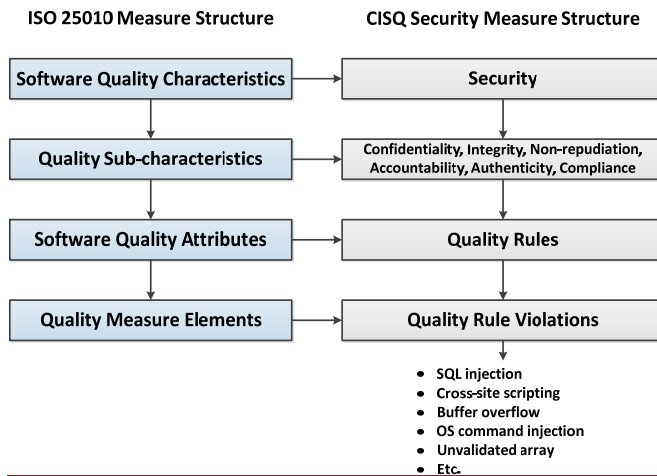 ISO 25010 Measure Structure
CISQ Security Measure Structure
Software Quality Characteristics
Security
Quality Sub-characteristics
Confidentiality, Integrity, Non-repudiation,
Accountability, Authenticity, Compliance
Software Quality Attributes
Quality Rules
Quality Measure Elements
Quality Rule Violations
• SQL injection
• Cross-site scripting
• Buffer overflow
• OS command injection
• Unvalidated array
• Etc.